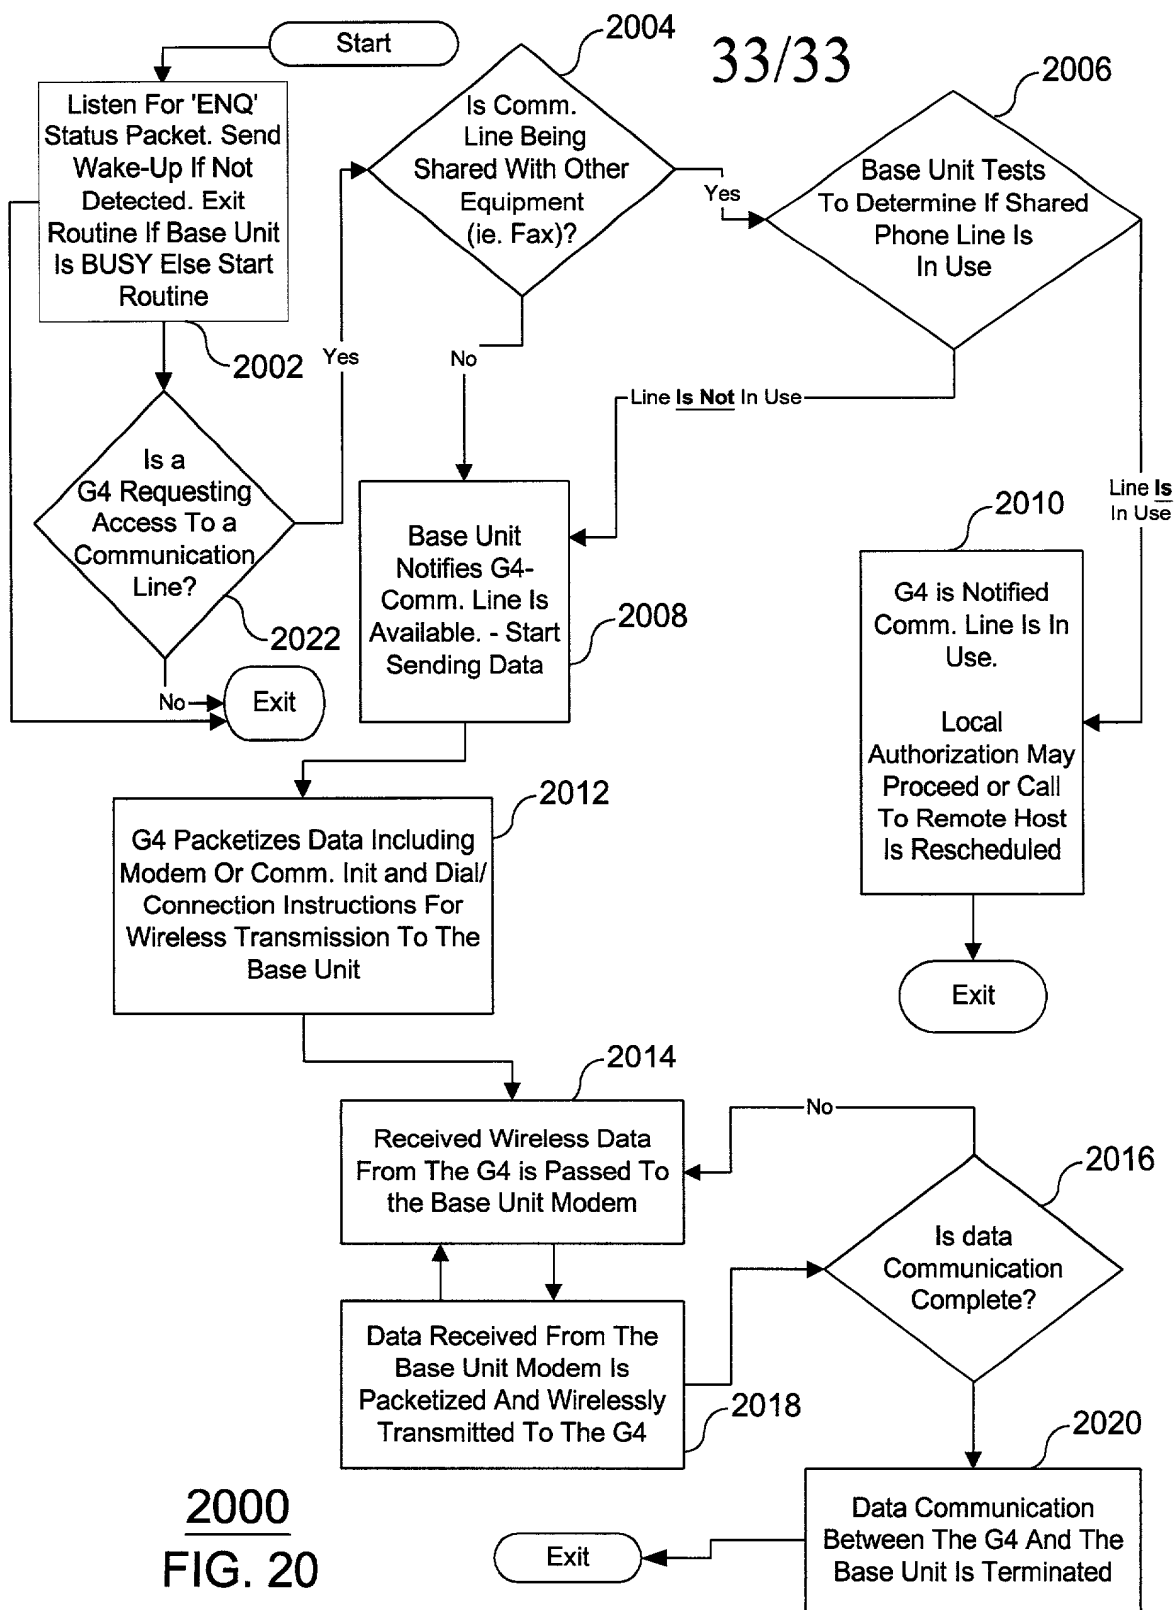 33/33
Start
Listen For 'ENQ'
Status Packet. Send
Wake-Up If Not
Detected. Exit
Routine If Base Unit
Is BUSY Else Start
Routine
2002
Is a
G4 Requesting
Access To a
Communication
Line?
2022
No
Exit
Yes
2004
Is Comm.
Line Being
Shared With Other
Equipment
(ie. Fax)?
Yes
No
2006
Base Unit Tests
To Determine If Shared
Phone Line Is
In Use
Line Is Not In Use
Line Is
In Use
Base Unit
Notifies G4-
Comm. Line Is
Available. - Start
Sending Data
2008
2010
G4 is Notified
Comm. Line Is In
Use.
Local
Authorization May
Proceed or Call
To Remote Host
Is Rescheduled
Exit
2012
G4 Packetizes Data Including
Modem Or Comm. Init and Dial/
Connection Instructions For
Wireless Transmission To The
Base Unit
2014
Received Wireless Data
From The G4 is Passed To
the Base Unit Modem
No
2016
Is data
Communication
Complete?
Data Received From The
Base Unit Modem Is
Packetized And Wirelessly
Transmitted To The G4
2018
2020
Data Communication
Between The G4 And The
Base Unit Is Terminated
Exit
2000
FIG. 20